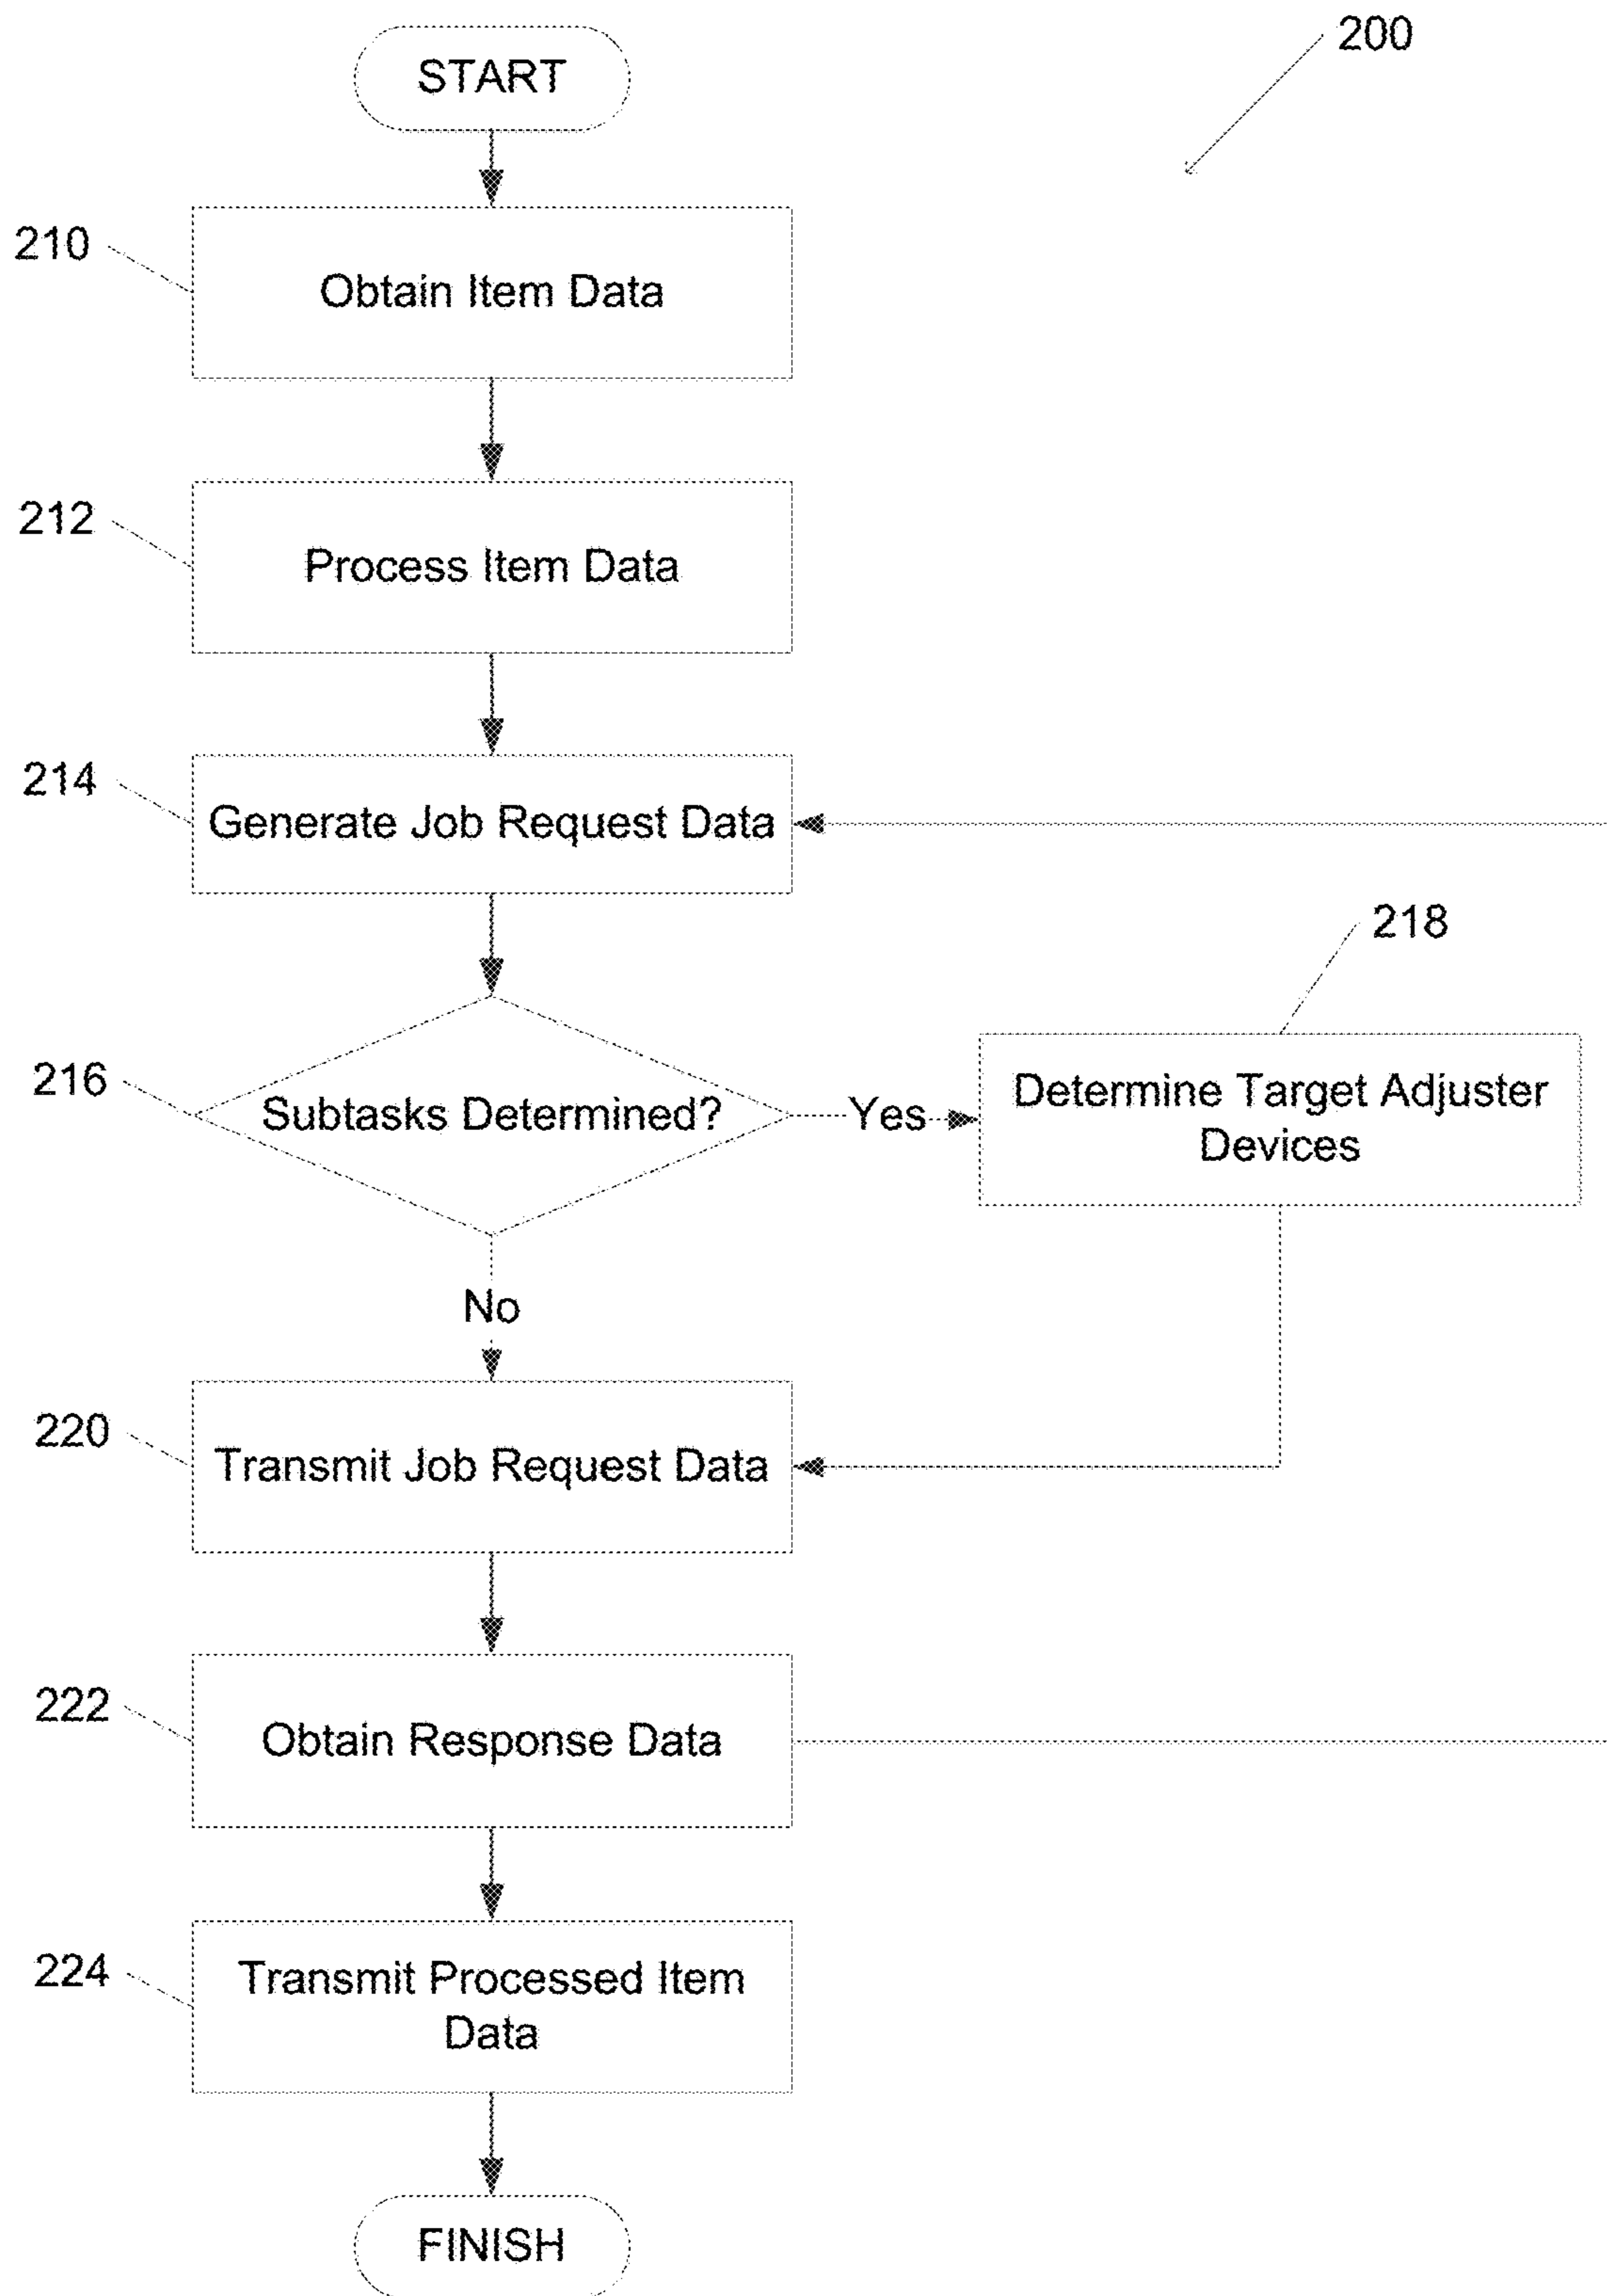 200
START
210
Obtain Item Data
212
Process Item Data
214
Generate Job Request Data
218
216
Subtasks Determined?
Yes
Determine Target Adjuster
Devices
No
220
Transmit Job Request Data
222
Obtain Response Data
224
Transmit Processed Item
Data
FINISH